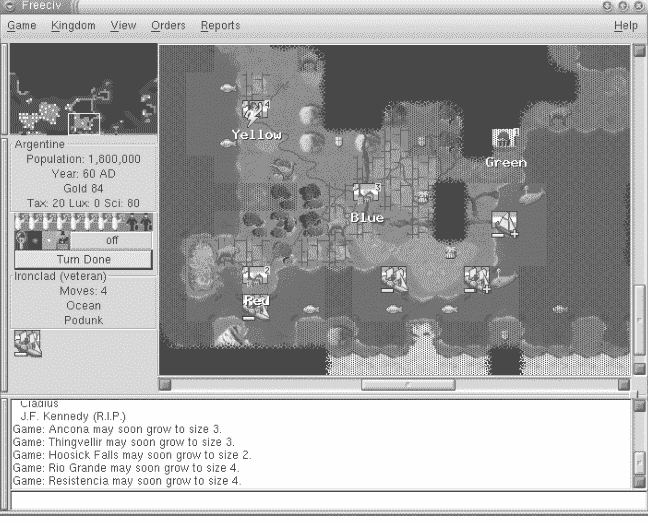 Freeciv
Game Kingdom View Orders Reports Help
Argentine
Population: 1,800,000
Year: 60 AD
Gold 84
Tax: 20 Lux: 0 Sci: 80
off
Turn Done
Ironclad (veteran)
Moves: 4
Ocean
Podunk
Yellow
Green
3
Blue
2
Red
Cladius
J.F. Kennedy (R.I.P.)
Game: Ancona may soon grow to size 3.
Game: Thingvellir may soon grow to size 3.
Game: Hoosick Falls may soon grow to size 2.
Game: Rio Grande may soon grow to size 4.
Game: Resistencia may soon grow to size 4.